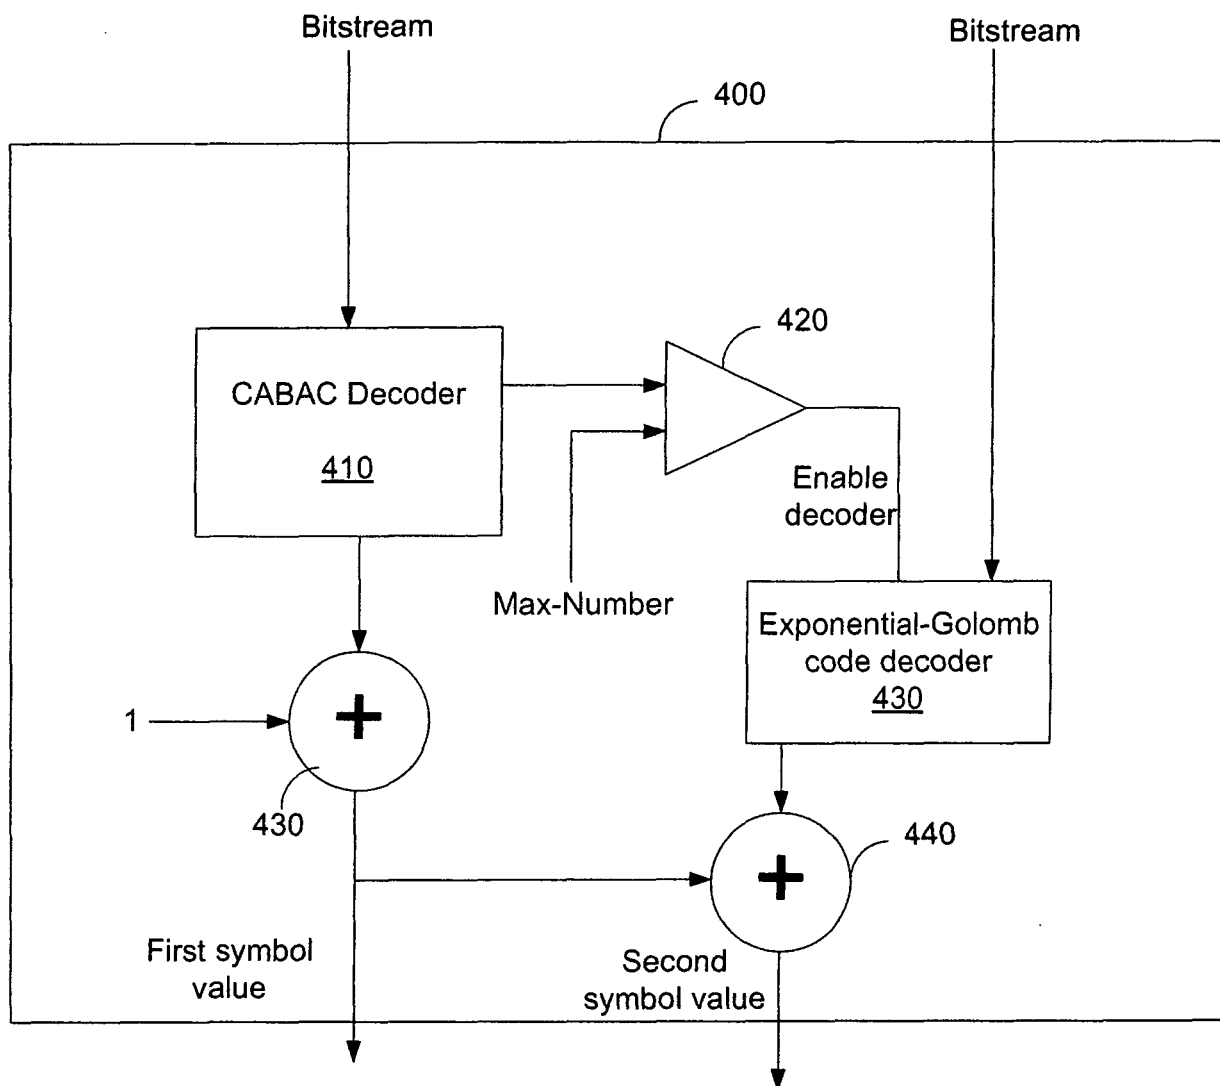 Bitstream
Bitstream
400
420
CABAC Decoder
410
Enable
decoder
Max-Number
Exponential-Golomb
code decoder
430
1
+
430
440
+
First symbol
value
Second
symbol value